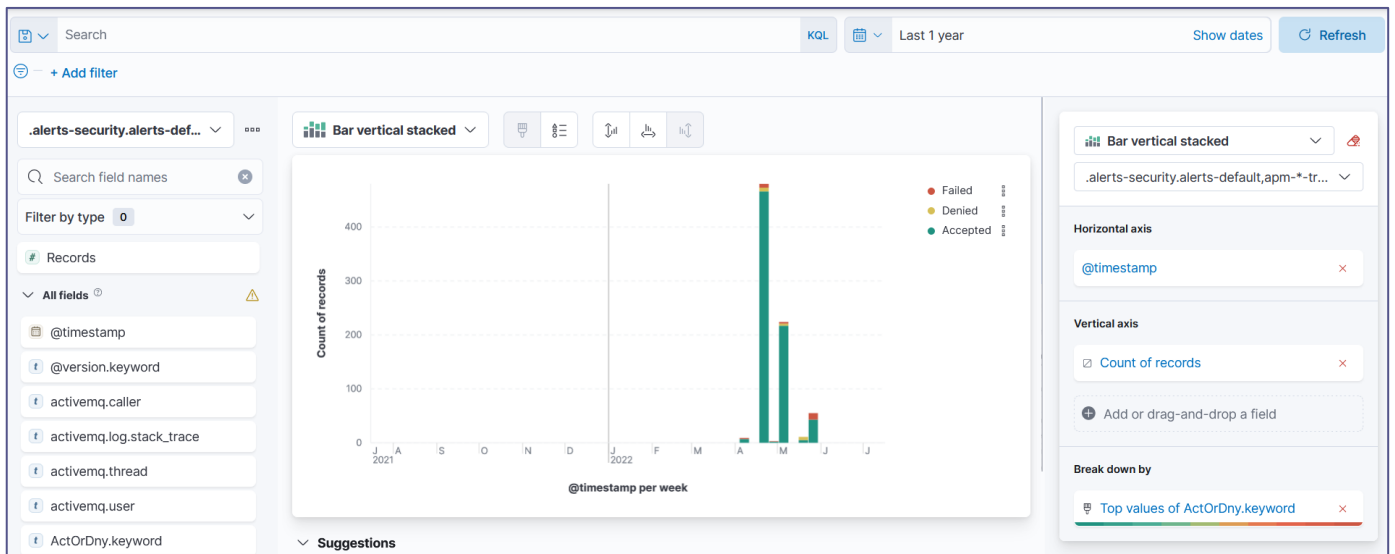 Search
KQL
Last 1 year
Show dates
Refresh
+ Add filter
.alerts-security.alerts-def...
Search field names
Filter by type 0
# Records
All fields
@timestamp
t @version.keyword
t activemq.caller
t activemq.log.stack_trace
t activemq.thread
t activemq.user
t ActOrDny.keyword
Bar vertical stacked
Count of records
400
300
200
100
0
J A S O N D J F M A M J J
2021 2022
@timestamp per week
Failed
Denied
Accepted
Suggestions
Bar vertical stacked
.alerts-security.alerts-default,apm-*-tr...
Horizontal axis
@timestamp
Vertical axis
Count of records
Add or drag-and-drop a field
Break down by
Top values of ActOrDny.keyword